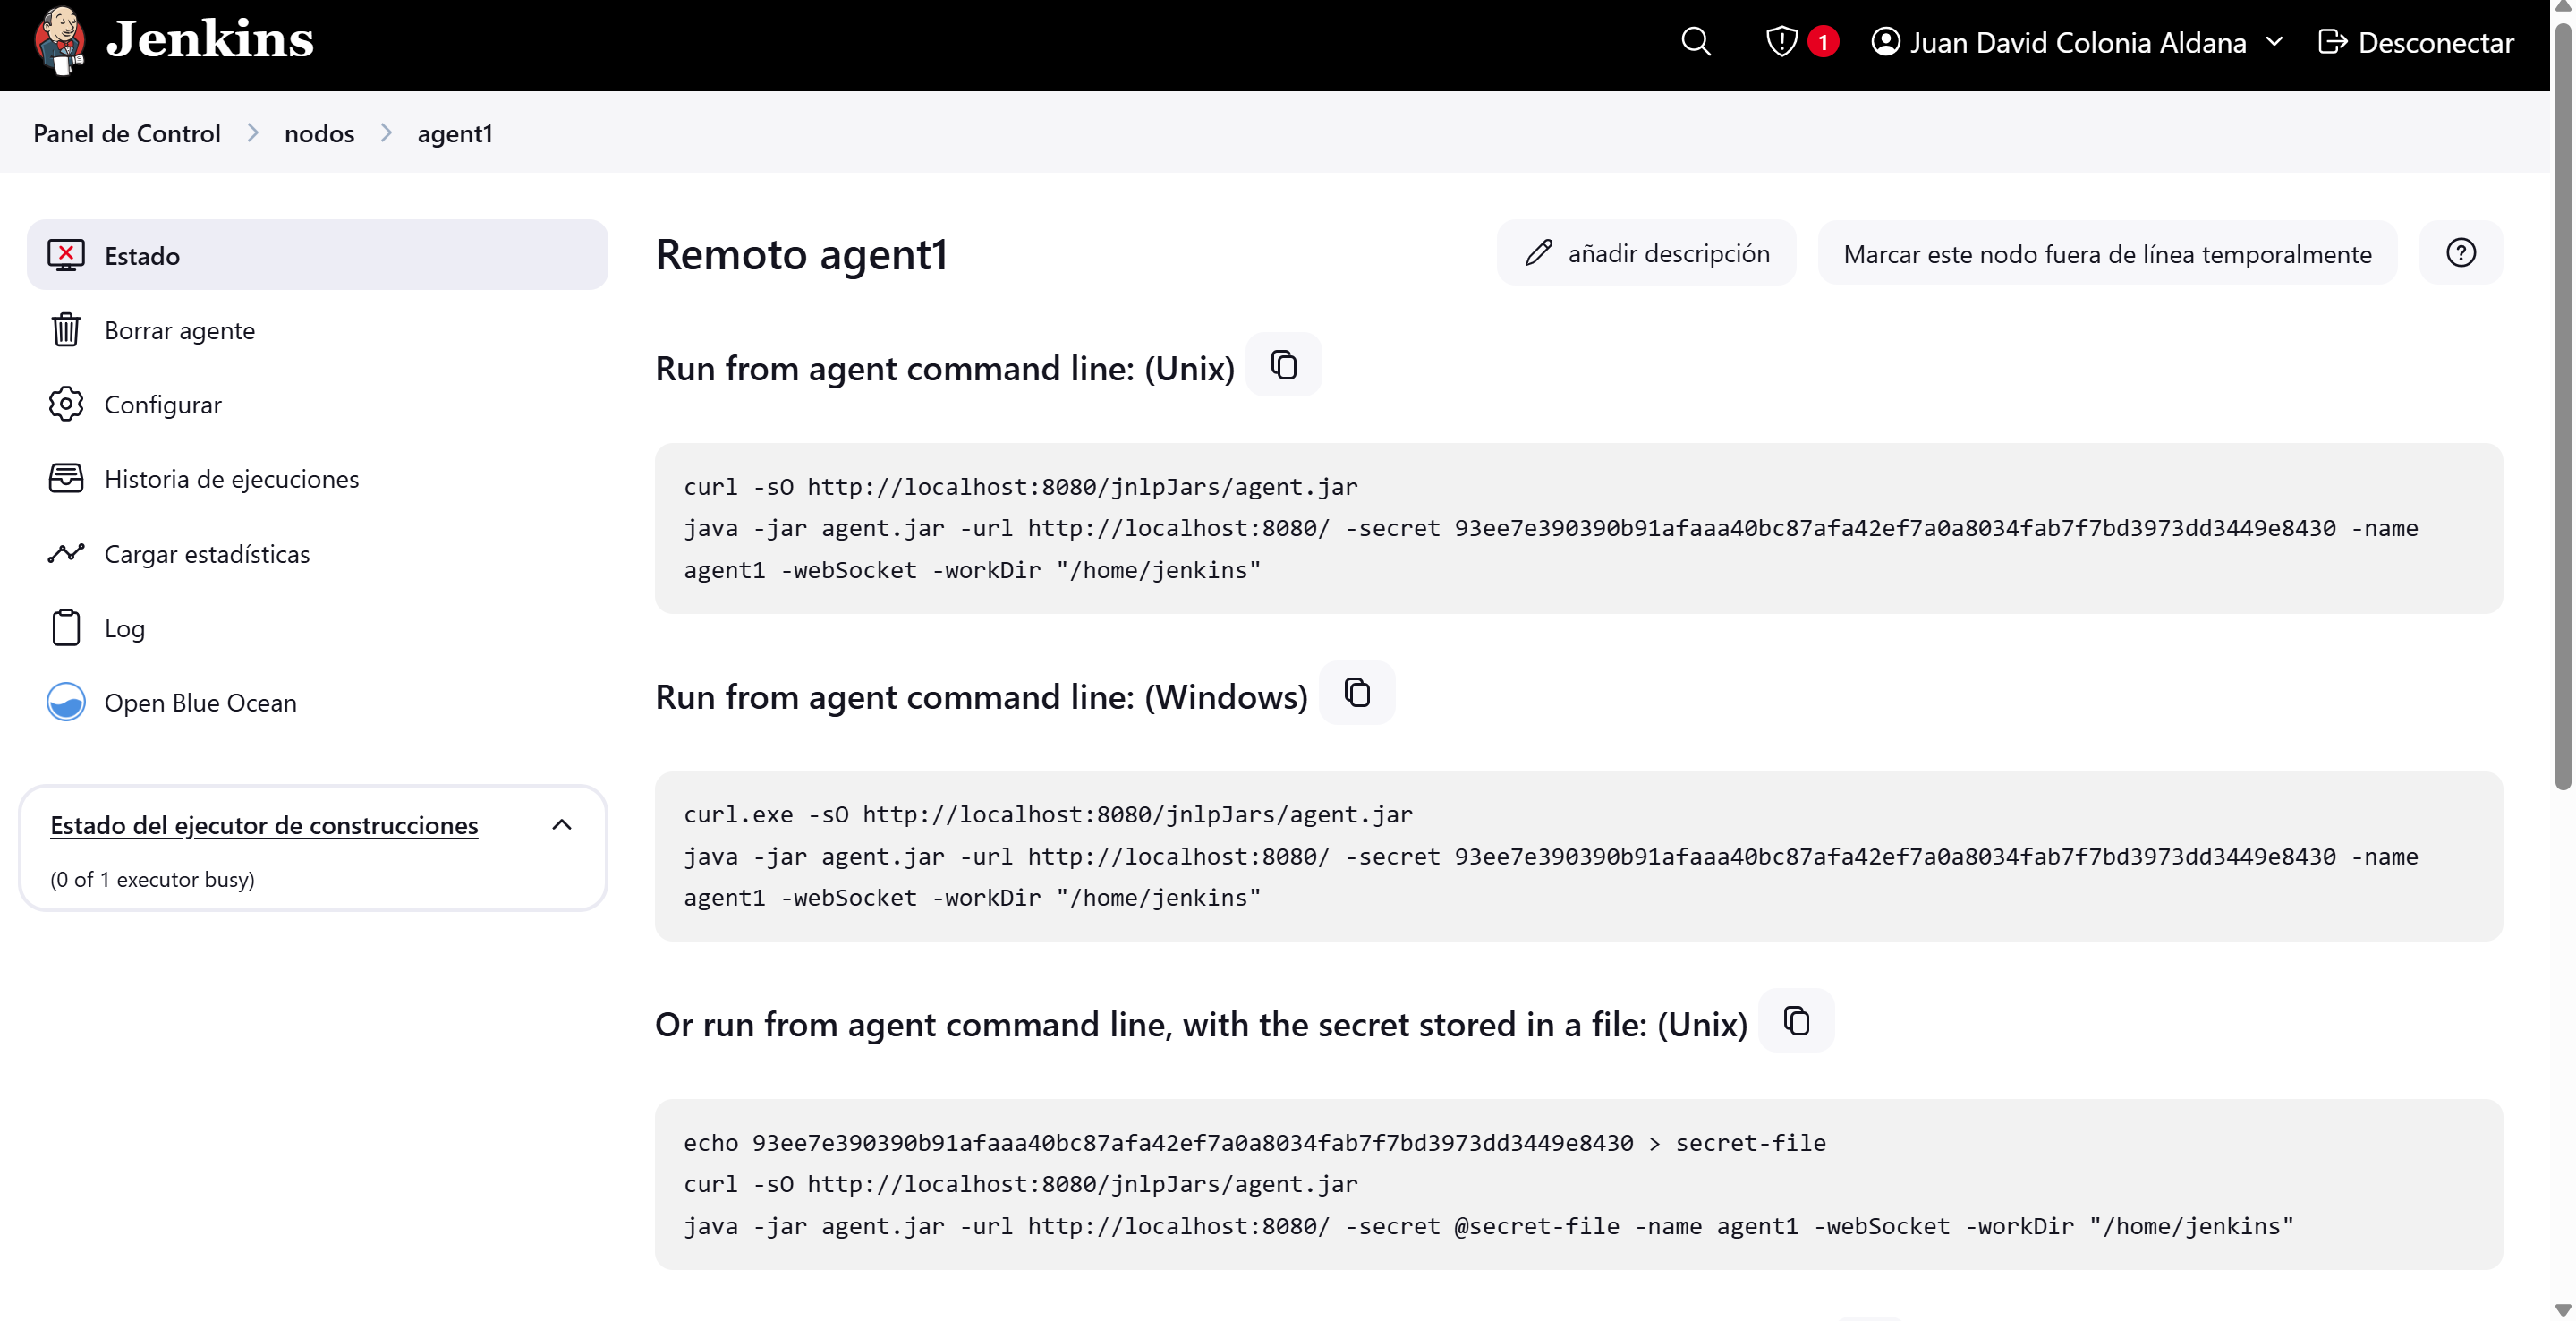 Jenkins
1
Juan David Colonia Aldana
Desconectar
Panel de Control
nodos
agent1
Estado
Borrar agente
Configurar
Historia de ejecuciones
Cargar estadísticas
Log
Open Blue Ocean
Estado del ejecutor de construcciones
(0 of 1 executor busy)
Remoto agent1
añadir descripción
Marcar este nodo fuera de línea temporalmente
Run from agent command line: (Unix)
curl -sO http://localhost:8080/jnlpJars/agent.jar
java -jar agent.jar -url http://localhost:8080/ -secret 93ee7e390390b91afaaa40bc87afa42ef7a0a8034fab7f7bd3973dd3449e8430 -name
agent1 -webSocket -workDir "/home/jenkins"
Run from agent command line: (Windows)
curl.exe -sO http://localhost:8080/jnlpJars/agent.jar
java -jar agent.jar -url http://localhost:8080/ -secret 93ee7e390390b91afaaa40bc87afa42ef7a0a8034fab7f7bd3973dd3449e8430 -name
agent1 -webSocket -workDir "/home/jenkins"
Or run from agent command line, with the secret stored in a file: (Unix)
echo 93ee7e390390b91afaaa40bc87afa42ef7a0a8034fab7f7bd3973dd3449e8430 > secret-file
curl -sO http://localhost:8080/jnlpJars/agent.jar
java -jar agent.jar -url http://localhost:8080/ -secret @secret-file -name agent1 -webSocket -workDir "/home/jenkins"